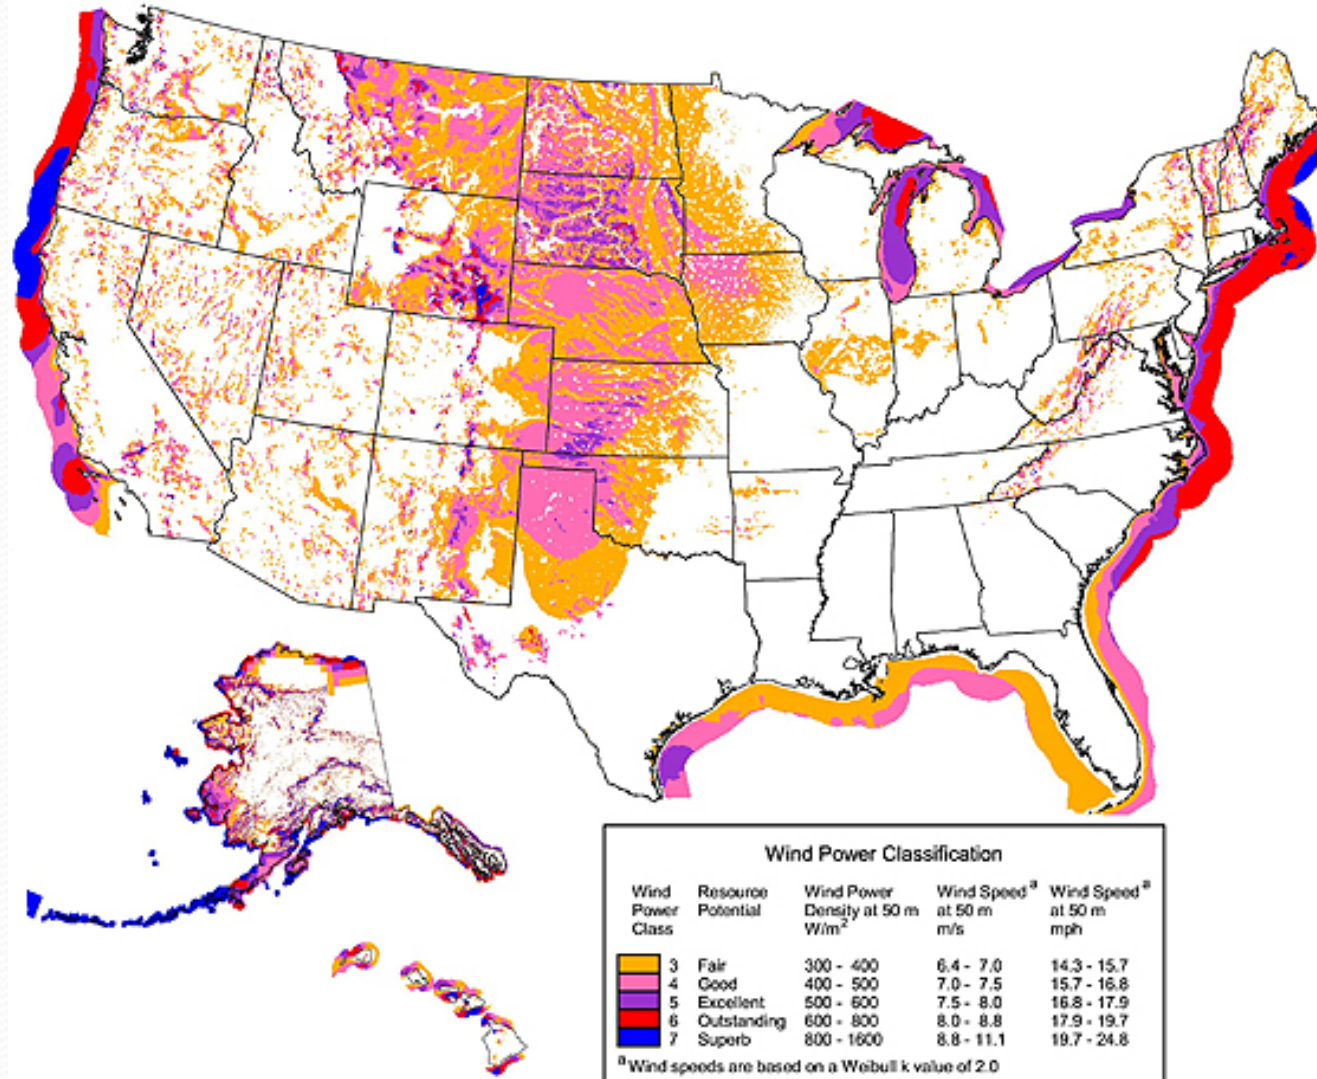 Wind Power Classification
Wind Power Class
Resource Potential
Wind Power Density at 50 m W/m2
Wind Speed a at 50 m m/s
Wind Speed a at 50 m mph
3 Fair 300 - 400 6.4 - 7.0 14.3 - 15.7
4 Good 400 - 500 7.0 - 7.5 15.7 - 16.8
5 Excellent 500 - 600 7.5 - 8.0 16.8 - 17.9
6 Outstanding 600 - 800 8.0 - 8.8 17.9 - 19.7
7 Superb 800 - 1600 8.8 - 11.1 19.7 - 24.8
a Wind speeds are based on a Weibull k value of 2.0